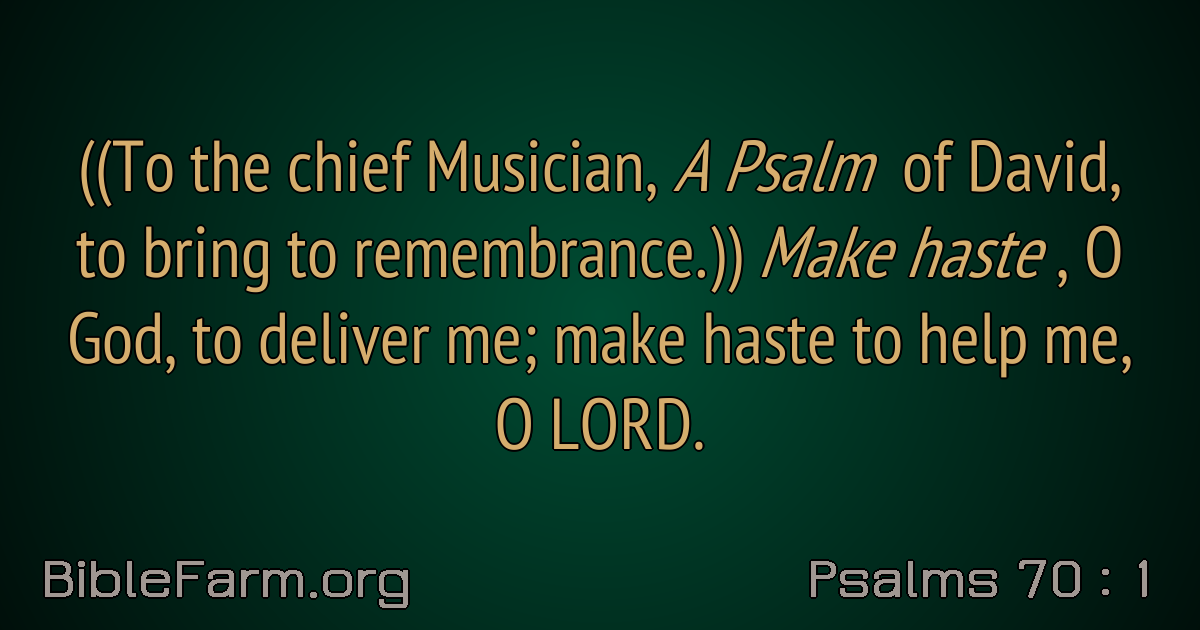 ((To the chief Musician, A Psalm of David,
to bring to remembrance.)) Make haste , O
God, to deliver me; make haste to help me,
O LORD.
BibleFarm.org
Psalms 70 : 1